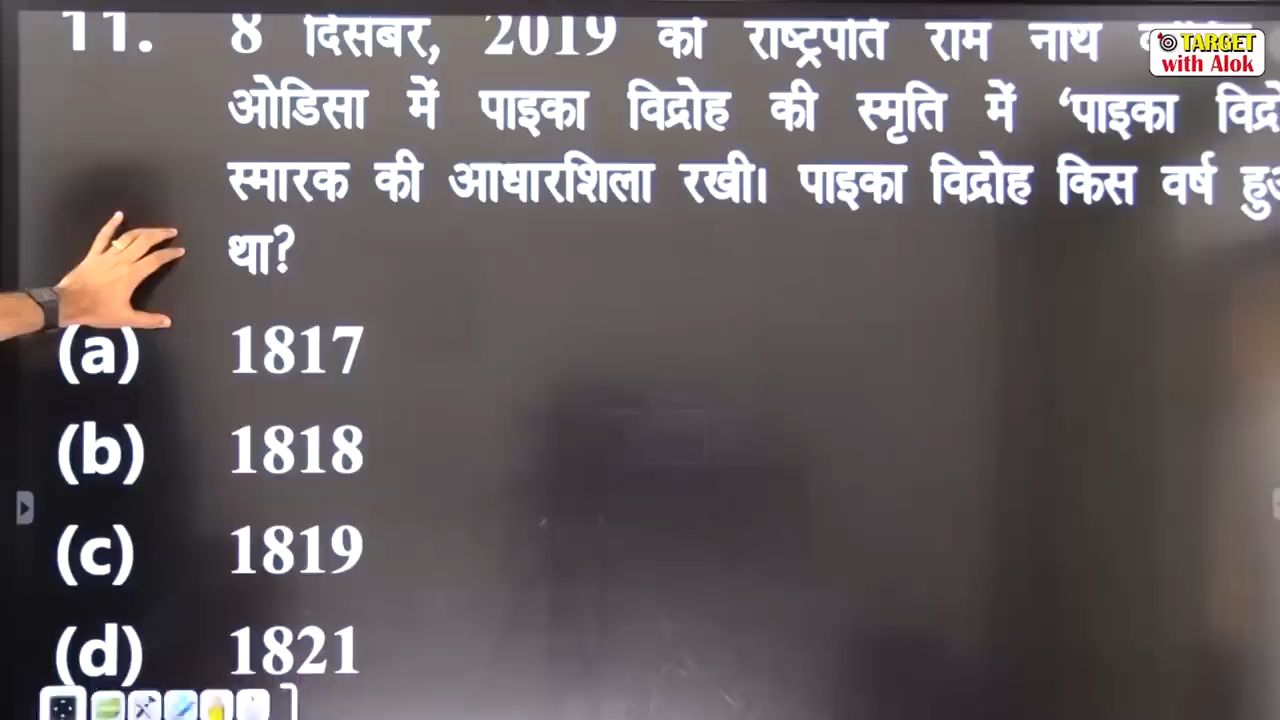 11. 8 दिसंबर, 2019 को राष्ट्रपति राम नाथ
TARGET
with Alok
ओडिसा में पाइका विद्रोह की स्मृति में ‘पाइका
स्मारक की आधारशिला रखी। पाइका विद्रोह किस वर्ष
था?
(a) 1817
(b) 1818
(c) 1819
(d) 1821